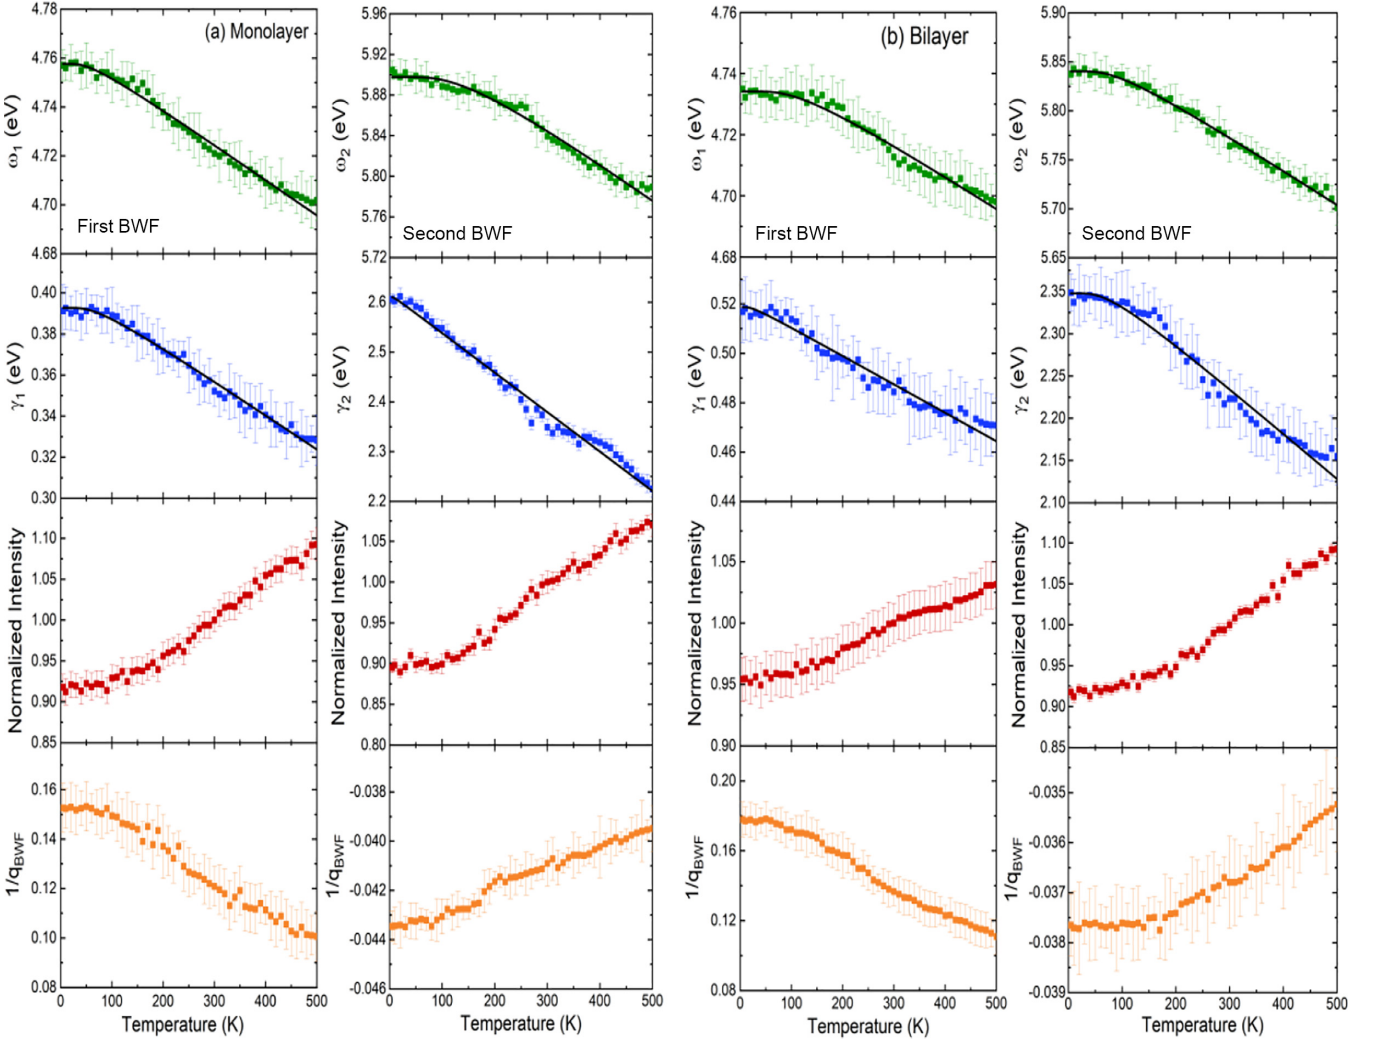 (a) Monolayer
(b) Bilayer
4.78
4.76
4.74
4.72
4.70
4.68
ω1 (eV)
First BWF
5.96
5.92
5.88
5.84
5.80
5.76
5.72
ω2 (eV)
Second BWF
4.76
4.74
4.72
4.70
4.68
ω1 (eV)
First BWF
5.90
5.85
5.80
5.75
5.70
5.65
ω2 (eV)
Second BWF
0.40
0.38
0.36
0.34
0.32
0.30
γ1 (eV)
2.6
2.5
2.4
2.3
2.2
γ2 (eV)
0.52
0.50
0.48
0.46
0.44
γ1 (eV)
2.35
2.30
2.25
2.20
2.15
2.10
γ2 (eV)
1.10
1.05
1.00
0.95
0.90
0.85
Normalized Intensity
1.05
1.00
0.95
0.90
0.85
0.80
Normalized Intensity
1.05
1.00
0.95
0.90
Normalized Intensity
1.10
1.05
1.00
0.95
0.90
0.85
Normalized Intensity
0.16
0.14
0.12
0.10
0.08
1/qBWF
-0.038
-0.040
-0.042
-0.044
-0.046
1/qBWF
0.20
0.16
0.12
0.08
1/qBWF
-0.035
-0.036
-0.037
-0.038
-0.039
1/qBWF
0 100 200 300 400 500
Temperature (K)
0 100 200 300 400 500
Temperature (K)
0 100 200 300 400 500
Temperature (K)
0 100 200 300 400 500
Temperature (K)